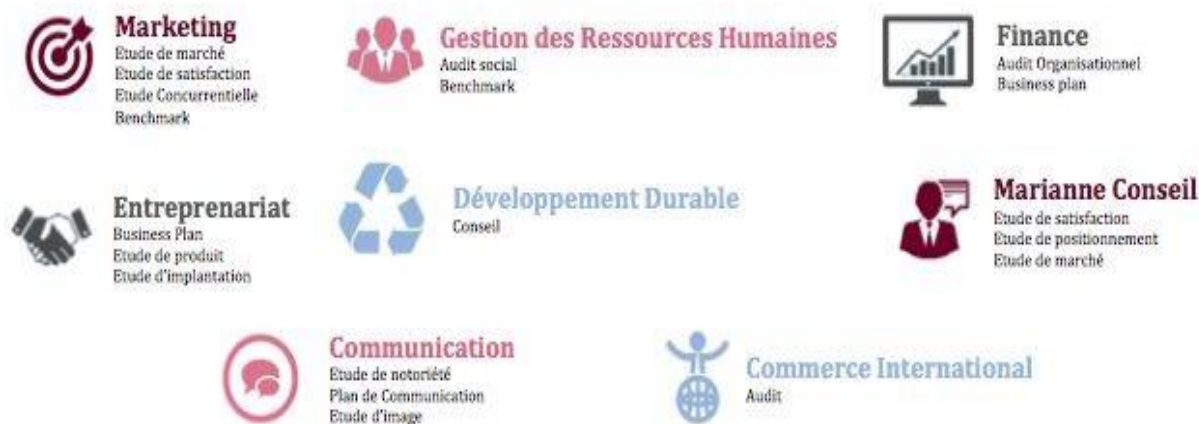 Marketing
Etude de marché
Etude de satisfaction
Etude Concurrentielle
Benchmark
Gestion des Ressources Humaines
Audit social
Benchmark
Finance
Audit Organisationnel
Business plan
Entreprenariat
Business Plan
Etude de produit
Etude d'implantation
Développement Durable
Conseil
Marianne Conseil
Etude de satisfaction
Etude de positionnement
Etude de marché
Communication
Etude de notoriété
Plan de Communication
Etude d'image
Commerce International
Audit